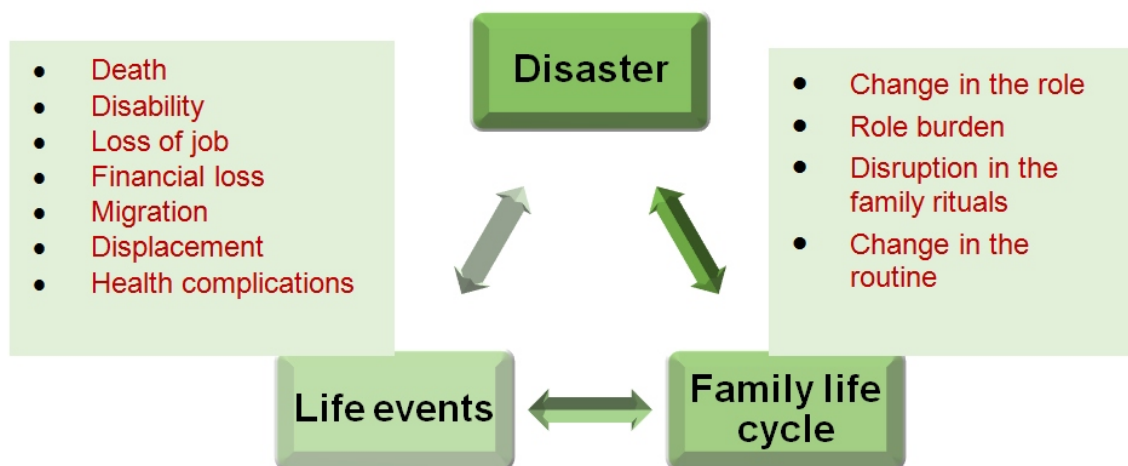 Disaster
• Death
• Disability
• Loss of job
• Financial loss
• Migration
• Displacement
• Health complications
• Change in the role
• Role burden
• Disruption in the
family rituals
• Change in the
routine
Life events
Family life
cycle